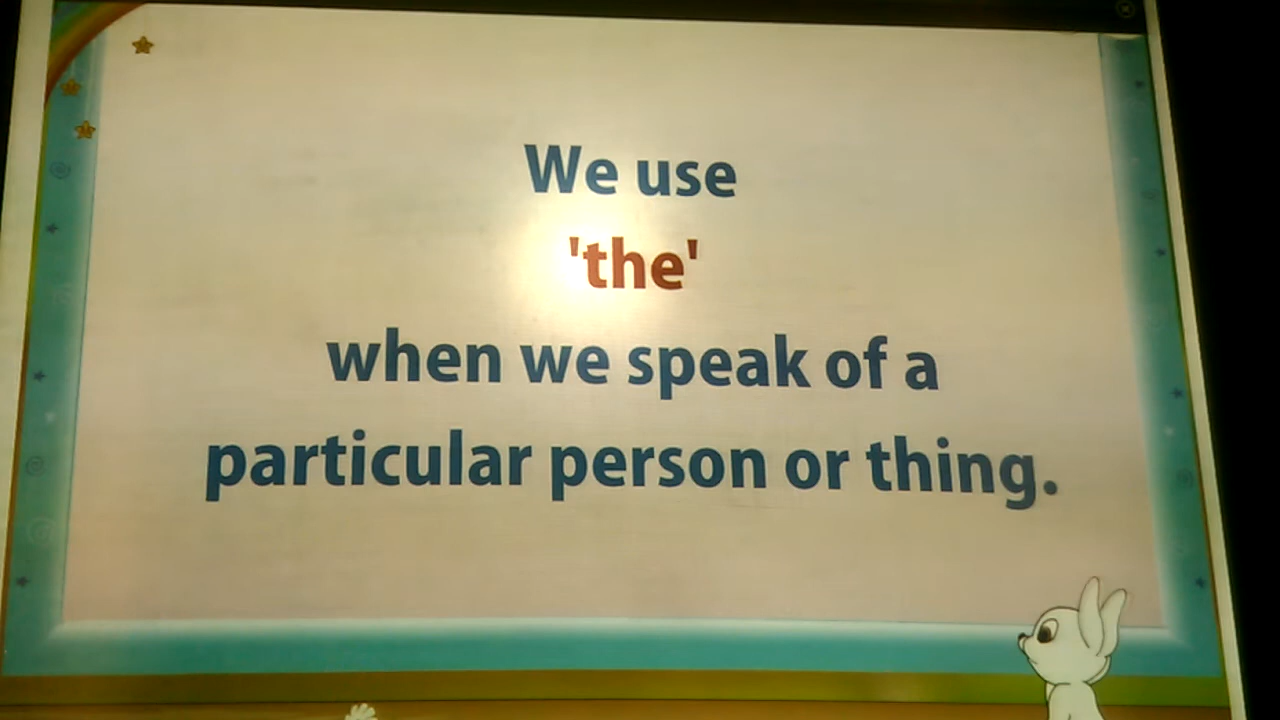 We use
'the'
when we speak of a
particular person or thing.